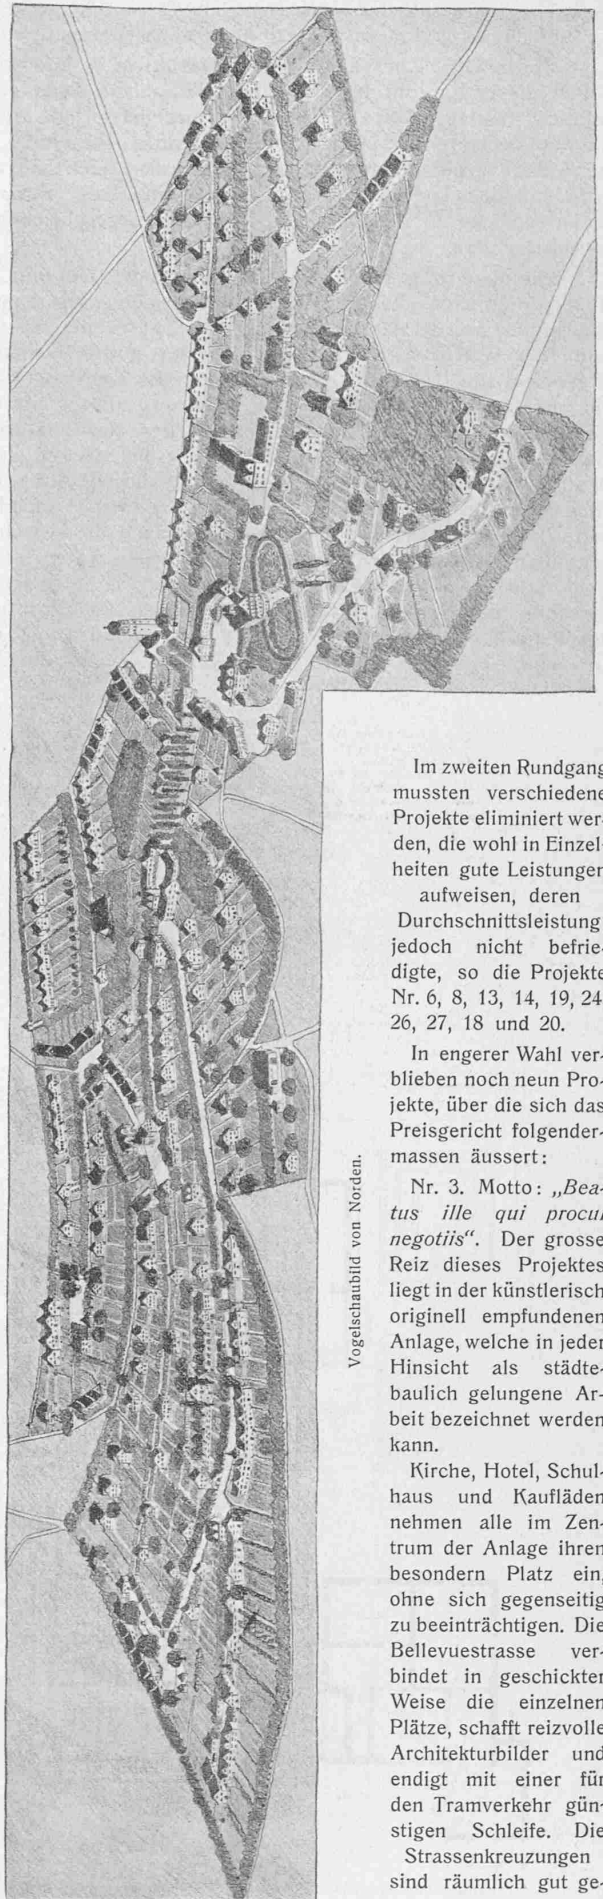 Vogelschaubild von Norden.
Im zweiten Rundgang
mussten verschiedene
Projekte eliminiert wer-
den, die wohl in Einzel-
heiten gute Leistungen
aufweisen, deren
Durchschnittsleistung
jedoch nicht befrie-
digte, so die Projekte
Nr. 6, 8, 13, 14, 19, 24
26, 27, 18 und 20.
In engerer Wahl ver-
blieben noch neun Pro-
jekte, über die sich das
Preisgericht folgender-
massen äussert:
Nr. 3. Motto: „Bea-
tus ille qui procul
negotiis“. Der grosse
Reiz dieses Projektes
liegt in der künstlerisch
originell empfundenen
Anlage, welche in jeder
Hinsicht als städte-
baulich gelungene Ar-
beit bezeichnet werden
kann.
Kirche, Hotel, Schul-
haus und Kaufläden
nehmen alle im Zen-
trum der Anlage ihren
besondern Platz ein,
ohne sich gegenseitig
zu beeinträchtigen. Die
Bellevuestrasse ver-
bindet in geschickter
Weise die einzelnen
Plätze, schafft reizvolle
Architekturbilder und
endigt mit einer für
den Tramverkehr gün-
stigen Schleife. Die
Strassenkreuzungen
sind räumlich gut ge-